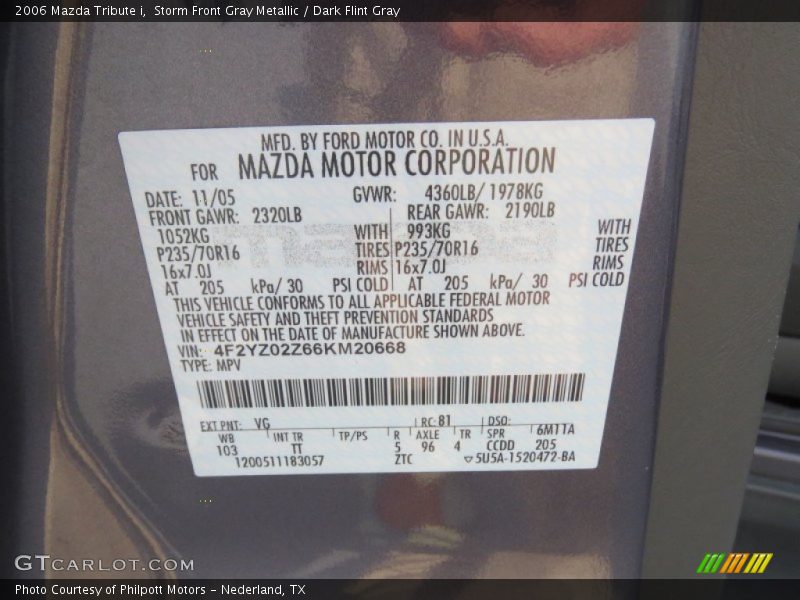 2006 Mazda Tribute i, Storm Front Gray Metallic / Dark Flint Gray
MFD. BY FORD MOTOR CO. IN U.S.A.
FOR MAZDA MOTOR CORPORATION
DATE: 11/05 GVWR: 4360LB/ 1978KG
FRONT GAWR: 2320LB REAR GAWR: 2190LB
1052KG WITH 993KG WITH
P235/70R16 TIRES P235/70R16 TIRES
16x7.0J RIMS 16x7.0J RIMS
AT 205 kPa/ 30 PSI COLD AT 205 kPa/ 30 PSI COLD
THIS VEHICLE CONFORMS TO ALL APPLICABLE FEDERAL MOTOR
VEHICLE SAFETY AND THEFT PREVENTION STANDARDS
IN EFFECT ON THE DATE OF MANUFACTURE SHOWN ABOVE.
VIN: 4F2YZ02Z66KM20668
TYPE: MPV
EXT PNT: VG RC: 81 DSO:
WB INT TR TP/PS R AXLE TR SPR 6M11A
103 TT 5 96 4 CCDD 205
1200511183057 ZTC 5U5A-1520472-BA
GTCARLOT.COM
Photo Courtesy of Philpott Motors - Nederland, TX